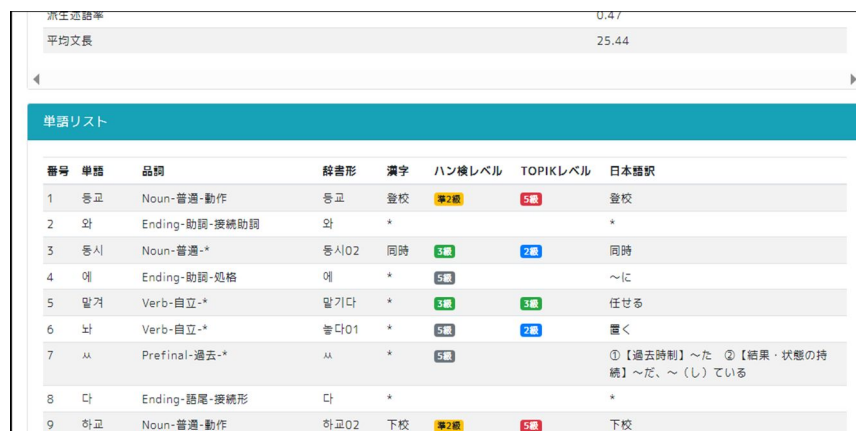 派生述語率 0.47
平均文長 25.44
単語リスト
番号 単語 品詞 辞書形 漢字 ハン検レベル TOPIKレベル 日本語訳
1 등교 Noun-普通-動作 등교 登校 準2級 5級 登校
2 와 Ending-助詞-接続助詞 와 * *
3 동시 Noun-普通-* 동시02 同時 3級 2級 同時
4 에 Ending-助詞-処格 에 * 5級 ～に
5 맡겨 Verb-自立-* 맡기다 * 3級 3級 任せる
6 놔 Verb-自立-* 놓다01 * 5級 2級 置く
7 ㅆ Prefinal-過去-* ㅆ * 5級 ①【過去時制】～た ②【結果・状態の持
続】～だ、～（し）ている
8 다 Ending-語尾-接続形 다 * *
9 하교 Noun-普通-動作 하교02 下校 準2級 5級 下校